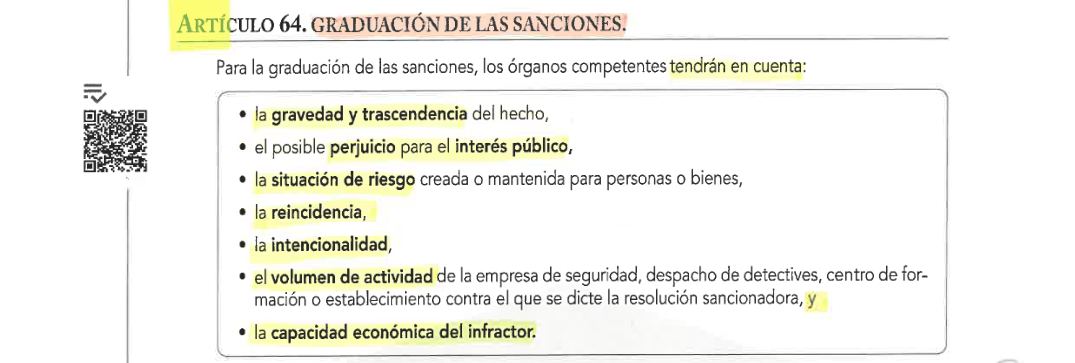 ARTÍCULO 64. GRADUACIÓN DE LAS SANCIONES.
Para la graduación de las sanciones, los órganos competentes tendrán en cuenta:
• la gravedad y trascendencia del hecho,
• el posible perjuicio para el interés público,
• la situación de riesgo creada o mantenida para personas o bienes,
• la reincidencia,
• la intencionalidad,
• el volumen de actividad de la empresa de seguridad, despacho de detectives, centro de for-
mación o establecimiento contra el que se dicte la resolución sancionadora, y
• la capacidad económica del infractor.